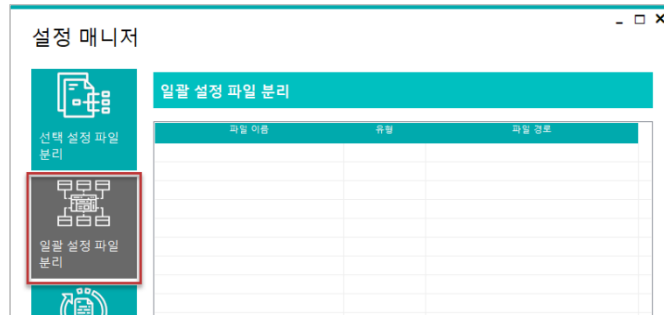 설정 매니저
선택 설정 파일
분리
일괄 설정 파일 분리
파일 이름 유형 파일 경로
일괄 설정 파일
분리